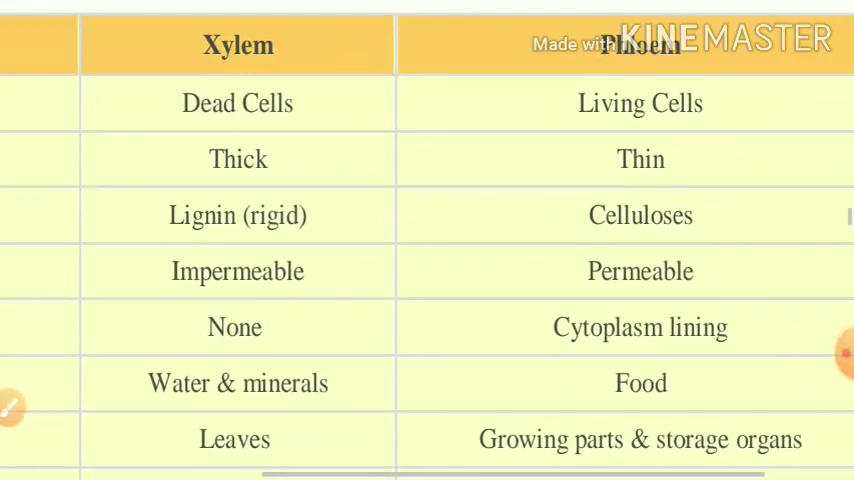 Xylem Phloem
Made with KINEMASTER
Dead Cells Living Cells
Thick Thin
Lignin (rigid) Celluloses
Impermeable Permeable
None Cytoplasm lining
Water & minerals Food
Leaves Growing parts & storage organs